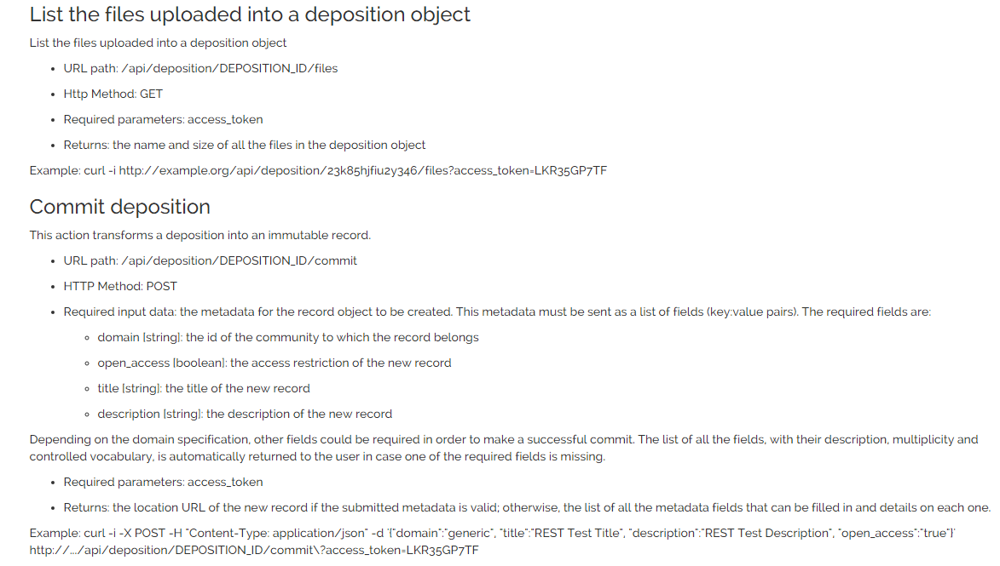 List the files uploaded into a deposition object
List the files uploaded into a deposition object
• URL path: /api/deposition/DEPOSITION_ID/files
• Http Method: GET
• Required parameters: access_token
• Returns: the name and size of all the files in the deposition object
Example: curl -i http://example.org/api/deposition/23k85hjfiu2y346/files?access_token=LKR35GP7TF
Commit deposition
This action transforms a deposition into an immutable record.
• URL path: /api/deposition/DEPOSITION_ID/commit
• HTTP Method: POST
• Required input data: the metadata for the record object to be created. This metadata must be sent as a list of fields (key:value pairs). The required fields are:
◦ domain [string]: the id of the community to which the record belongs
◦ open_access [boolean]: the access restriction of the new record
◦ title [string]: the title of the new record
◦ description [string]: the description of the new record
Depending on the domain specification, other fields could be required in order to make a successful commit. The list of all the fields, with their description, multiplicity and
controlled vocabulary, is automatically returned to the user in case one of the required fields is missing.
• Required parameters: access_token
• Returns: the location URL of the new record if the submitted metadata is valid; otherwise, the list of all the metadata fields that can be filled in and details on each one.
Example: curl -i -X POST -H "Content-Type: application/json" -d '{"domain":"generic", "title":"REST Test Title", "description":"REST Test Description", "open_access":"true"}'
http://.../api/deposition/DEPOSITION_ID/commit\?access_token=LKR35GP7TF